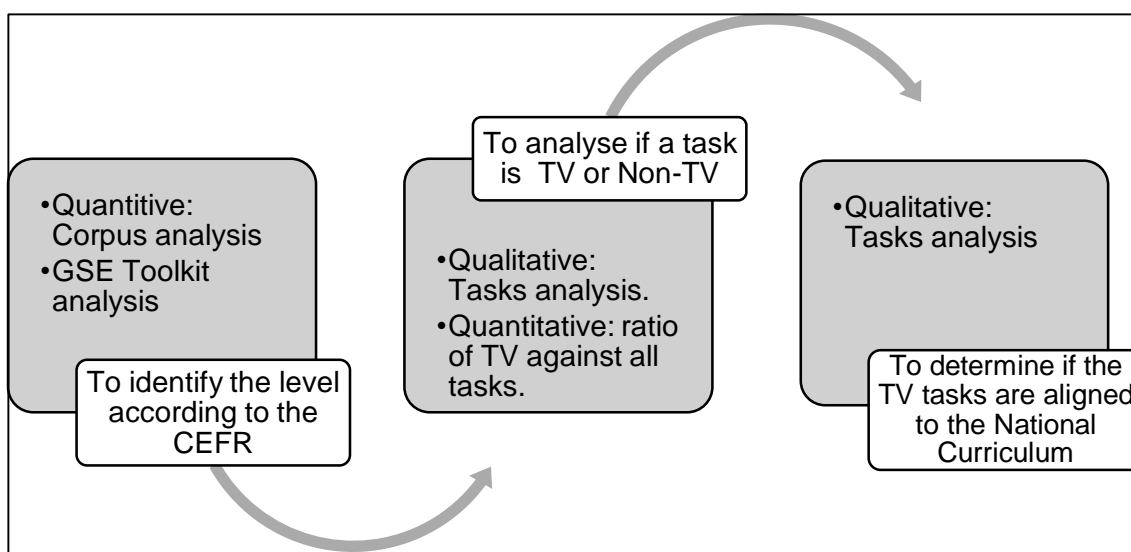 •Quantitive:
Corpus analysis
•GSE Toolkit
analysis
To identify the level
according to the
CEFR
To analyse if a task
is TV or Non-TV
•Qualitative:
Tasks analysis.
•Quantitative: ratio
of TV against all
tasks.
•Qualitative:
Tasks analysis
To determine if the
TV tasks are aligned
to the National
Curriculum